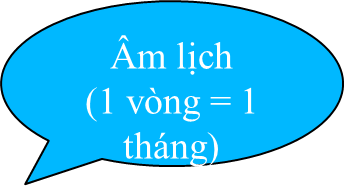 Âm lịch
(1 vòng = 1
tháng)